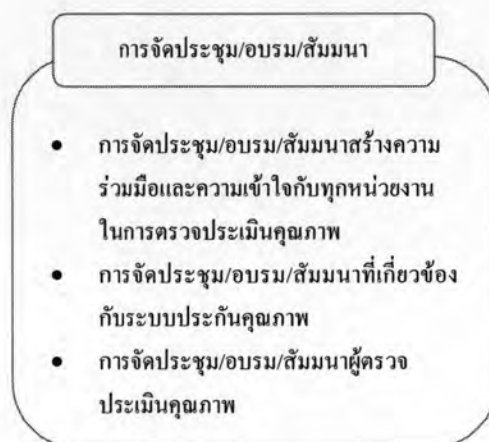 การจัดประชุม/อบรม/สัมมนา
• การจัดประชุม/อบรม/สัมมนาสร้างความ
ร่วมมือและความเข้าใจกับทุกหน่วยงาน
ในการตรวจประเมินคุณภาพ
• การจัดประชุม/อบรม/สัมมนาที่เกี่ยวข้อง
กับระบบประกันคุณภาพ
• การจัดประชุม/อบรม/สัมมนาผู้ตรวจ
ประเมินคุณภาพ